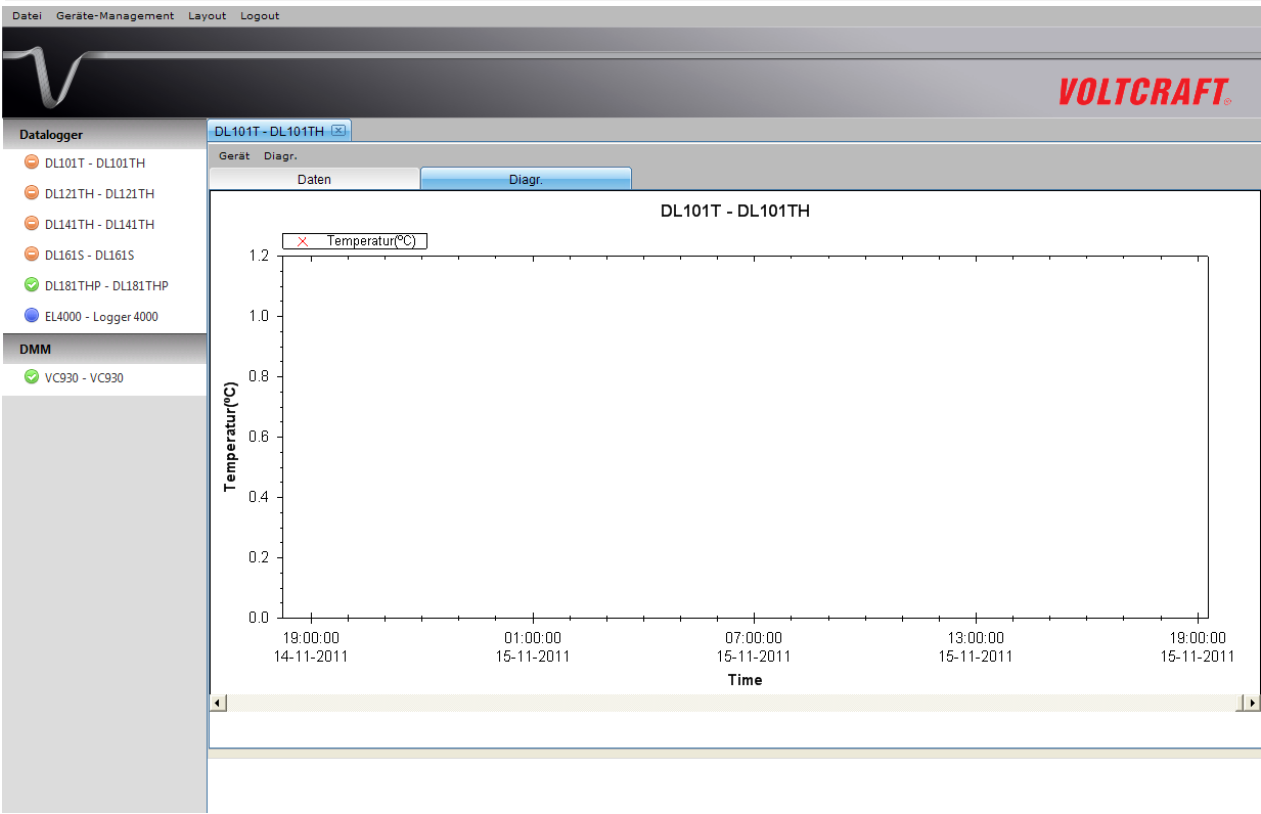 Datei Geräte-Management Layout Logout
VOLTCRAFT®
Datalogger
DL101T - DL101TH
DL121TH - DL121TH
DL141TH - DL141TH
DL161S - DL161S
DL181THP - DL181THP
EL4000 - Logger 4000
DMM
VC930 - VC930
DL101T - DL101TH
Gerät Diagr.
Daten Diagr.
DL101T - DL101TH
Temperatur(ºC)
1.2
1.0
0.8
0.6
0.4
0.2
0.0
Temperatur(ºC)
19:00:00 01:00:00 07:00:00 13:00:00 19:00:00
14-11-2011 15-11-2011 15-11-2011 15-11-2011 15-11-2011
Time